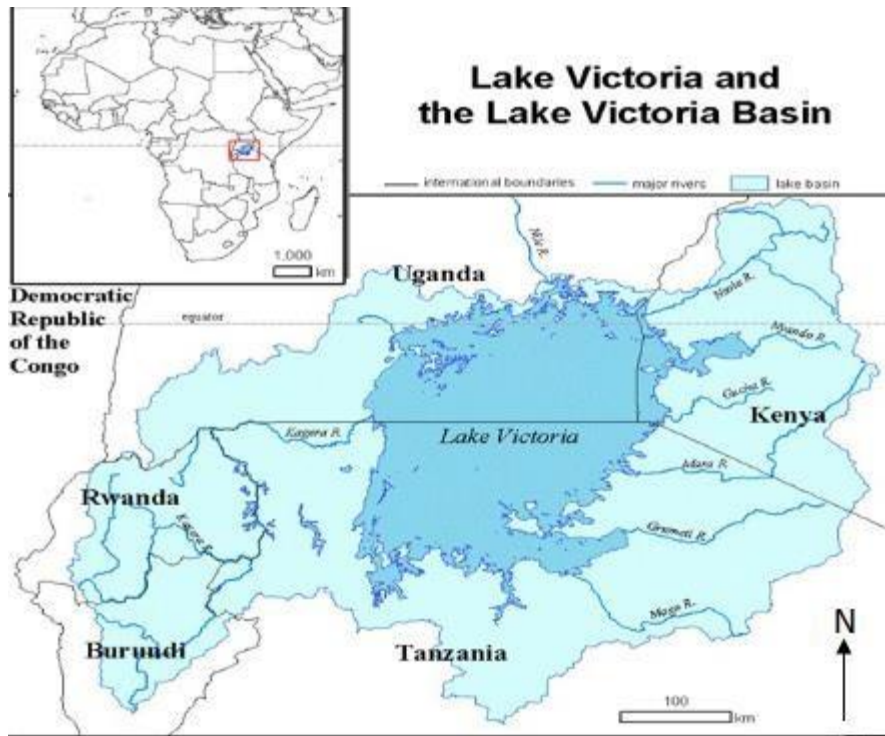 Lake Victoria and
the Lake Victoria Basin
international boundaries
major rivers
lake basin
1,000
km
Democratic
Republic
of the
Congo
Uganda
Nile R.
equator
Nzoia R.
Nyando R.
Gucha R.
Kenya
Kagera R.
Lake Victoria
Mara R.
Rwanda
Grumeti R.
Burundi
Tanzania
N
100
km